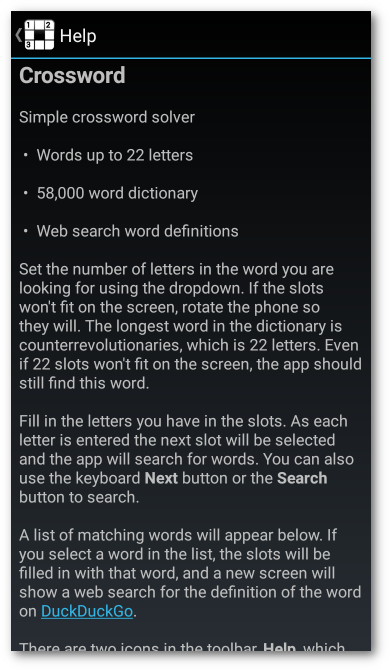 1 2
3
Help
Crossword
Simple crossword solver
• Words up to 22 letters
• 58,000 word dictionary
• Web search word definitions
Set the number of letters in the word you are
looking for using the dropdown. If the slots
won't fit on the screen, rotate the phone so
they will. The longest word in the dictionary is
counterrevolutionaries, which is 22 letters. Even
if 22 slots won't fit on the screen, the app should
still find this word.
Fill in the letters you have in the slots. As each
letter is entered the next slot will be selected
and the app will search for words. You can also
use the keyboard Next button or the Search
button to search.
A list of matching words will appear below. If
you select a word in the list, the slots will be
filled in with that word, and a new screen will
show a web search for the definition of the word
on DuckDuckGo.
There are two icons in the toolbar, Help, which